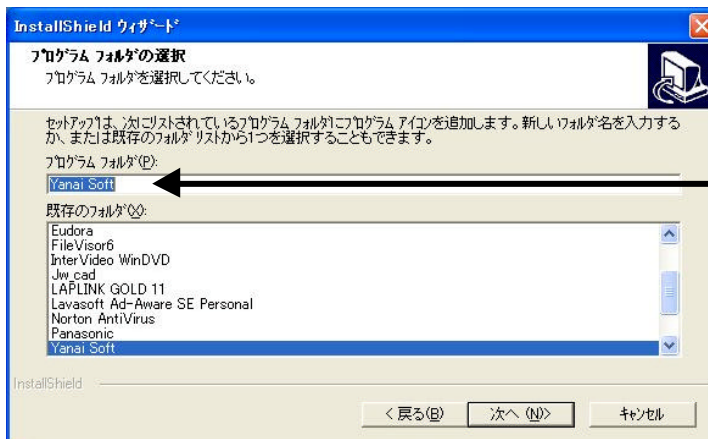 InstallShield ウィザード
プログラム フォルダの選択
プログラム フォルダを選択してください。
セットアップは、次にリストされているプログラム フォルダにプログラム アイコンを追加します。新しいフォルダ名を入力する
か、または既存のフォルダ リストから1つを選択することもできます。
プログラム フォルダ(P):
Yanai Soft
既存のフォルダ(X):
Eudora
FileVisor6
InterVideo WinDVD
Jw_cad
LAPLINK GOLD 11
Lavasoft Ad-Aware SE Personal
Norton AntiVirus
Panasonic
Yanai Soft
InstallShield
< 戻る(B) 次へ (N)> キャンセル